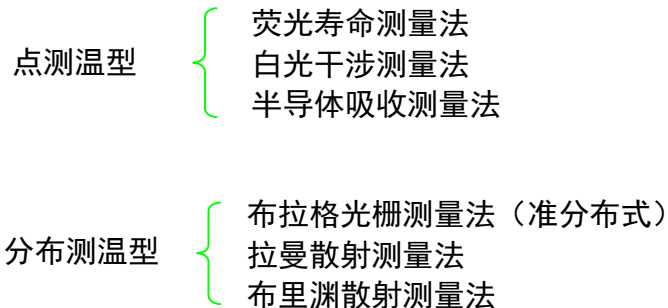 点测温型
荧光寿命测量法
白光干涉测量法
半导体吸收测量法
分布测温型
布拉格光栅测量法（准分布式）
拉曼散射测量法
布里渊散射测量法